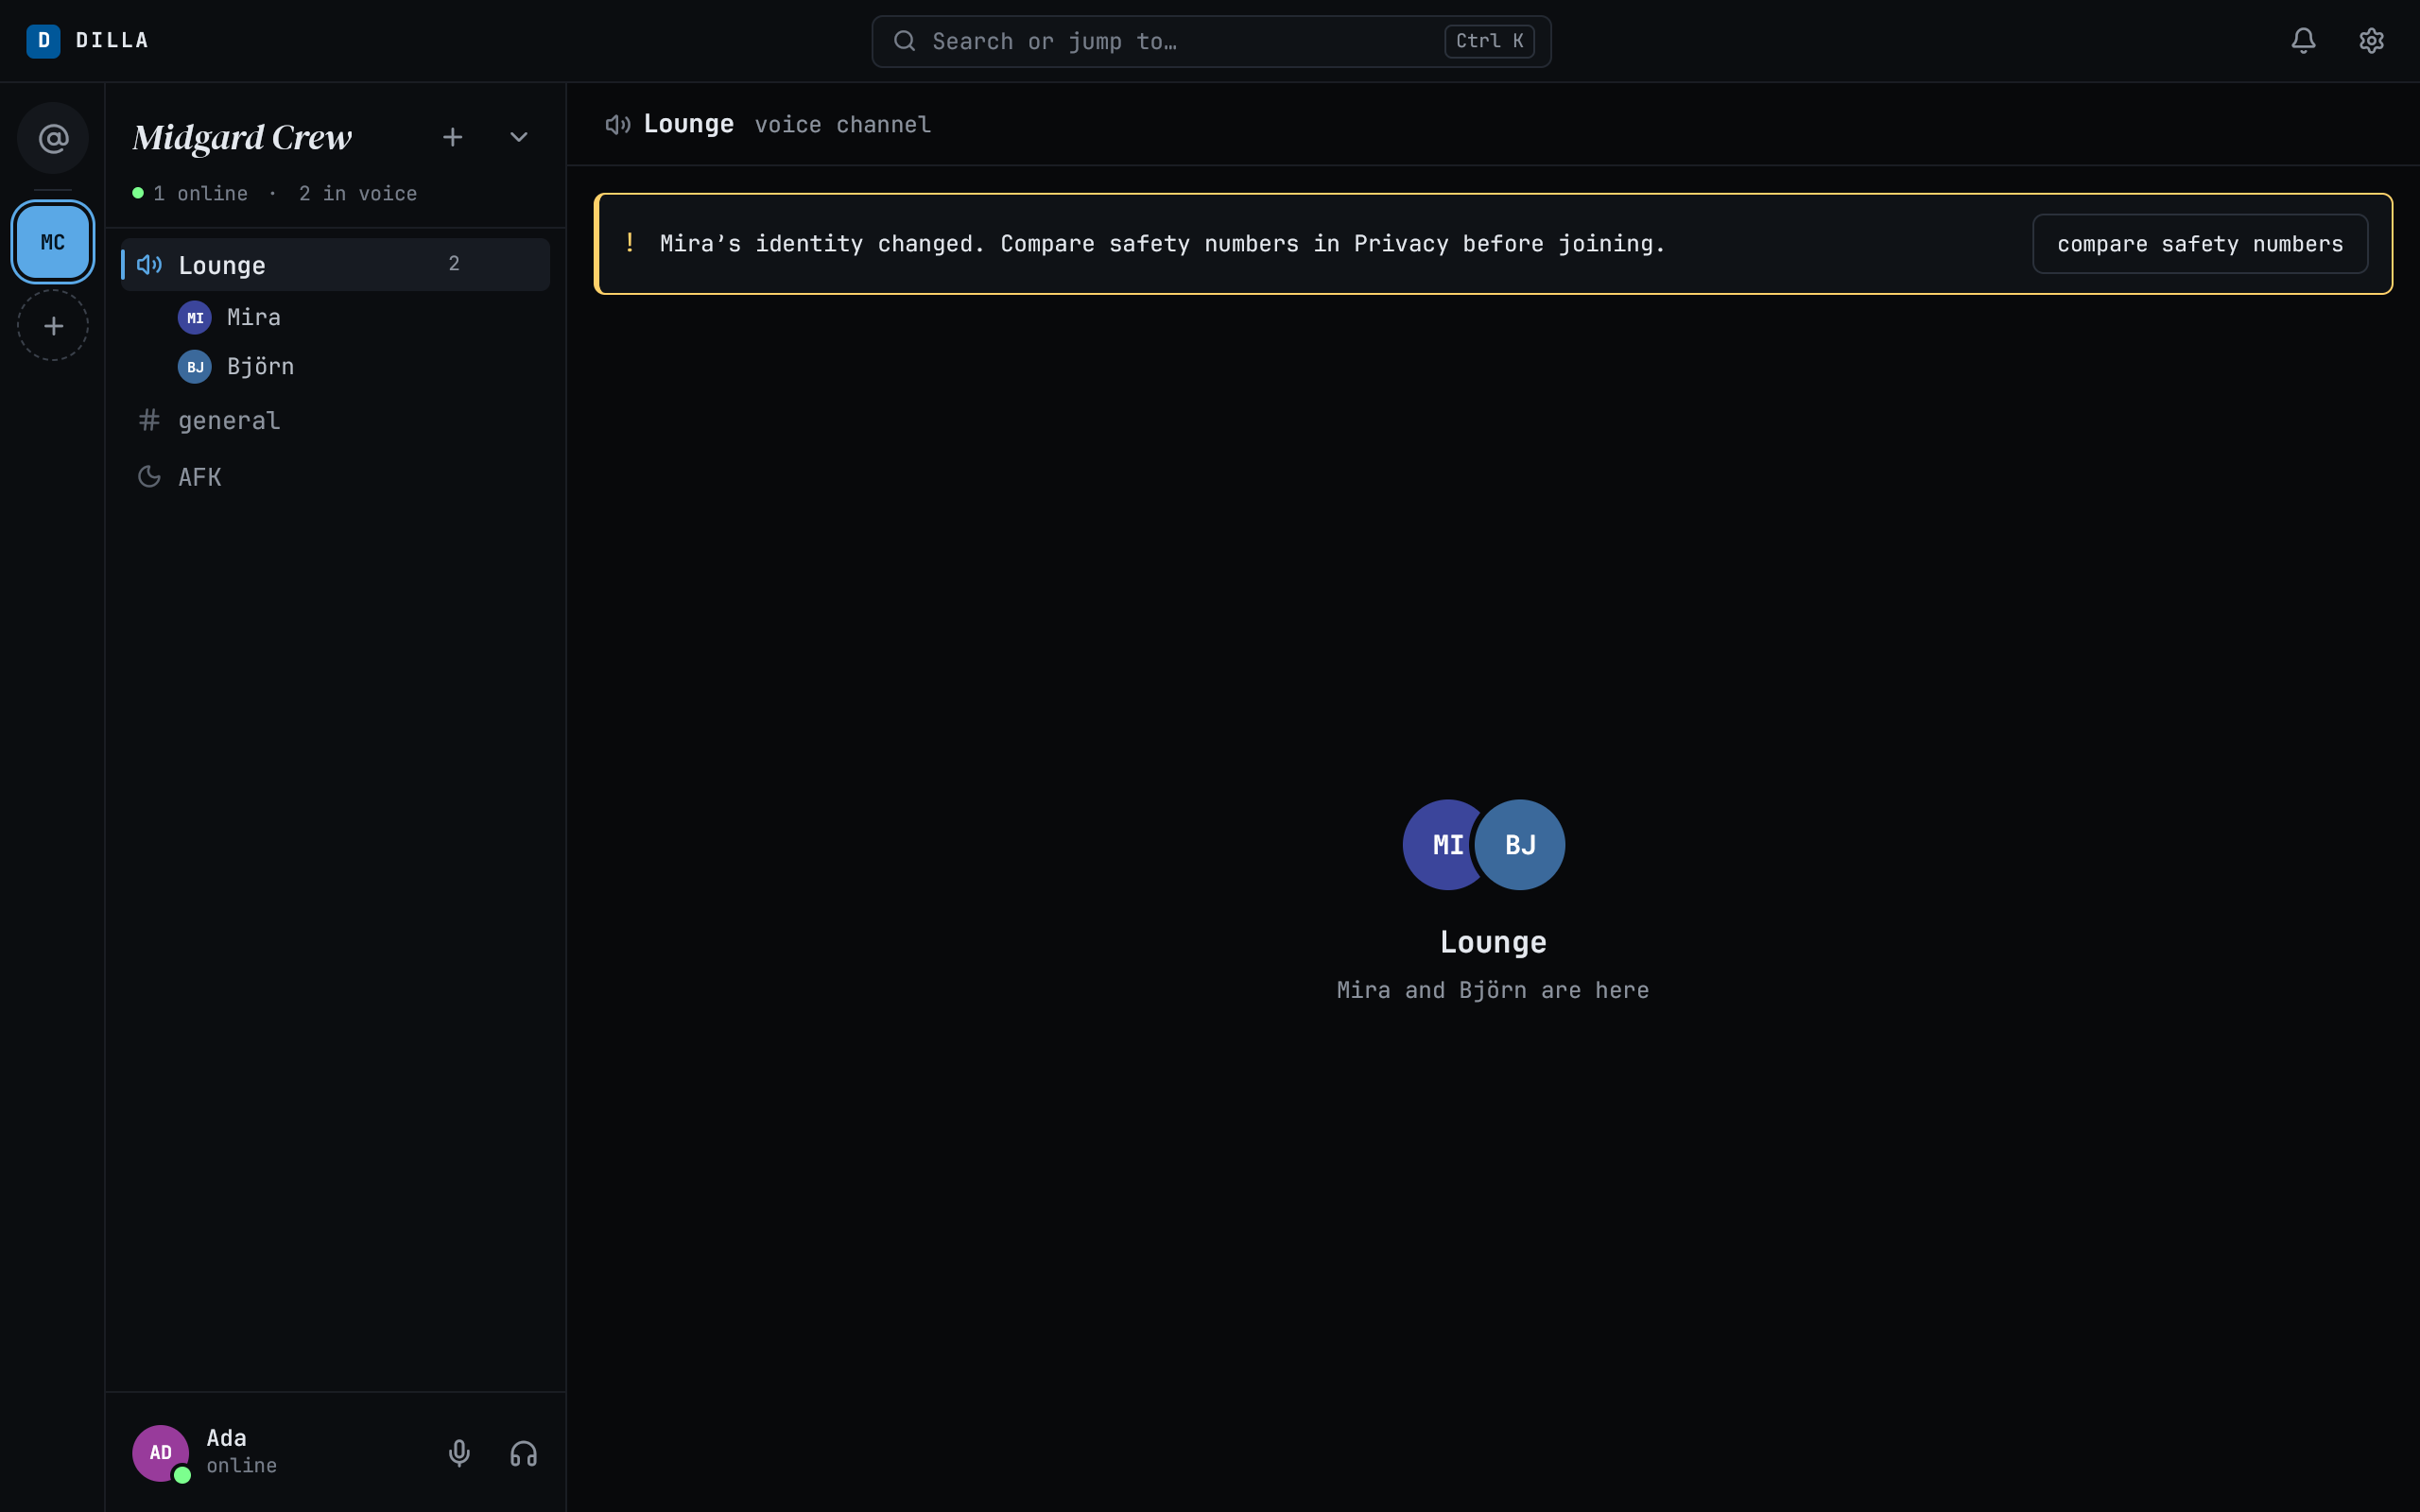 D DILLA
Search or jump to… Ctrl K
@
Midgard Crew
1 online · 2 in voice
MC
Lounge 2
MI Mira
BJ Björn
# general
AFK
AD Ada
online
Lounge voice channel
! Mira’s identity changed. Compare safety numbers in Privacy before joining.
compare safety numbers
MI BJ
Lounge
Mira and Björn are here